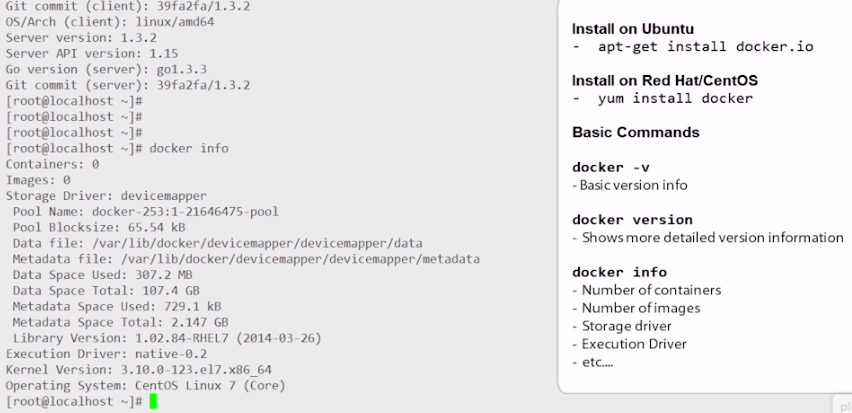 Git commit (client): 39fa2fa/1.3.2
OS/Arch (client): linux/amd64
Server version: 1.3.2
Server API version: 1.15
Go version (server): go1.3.3
Git commit (server): 39fa2fa/1.3.2
[root@localhost ~]#
[root@localhost ~]#
[root@localhost ~]#
[root@localhost ~]# docker info
Containers: 0
Images: 0
Storage Driver: devicemapper
Pool Name: docker-253:1-21646475-pool
Pool Blocksize: 65.54 kB
Data file: /var/lib/docker/devicemapper/devicemapper/data
Metadata file: /var/lib/docker/devicemapper/devicemapper/metadata
Data Space Used: 307.2 MB
Data Space Total: 107.4 GB
Metadata Space Used: 729.1 kB
Metadata Space Total: 2.147 GB
Library Version: 1.02.84-RHEL7 (2014-03-26)
Execution Driver: native-0.2
Kernel Version: 3.10.0-123.el7.x86_64
Operating System: CentOS Linux 7 (Core)
[root@localhost ~]#
Install on Ubuntu
- apt-get install docker.io
Install on Red Hat/CentOS
- yum install docker
Basic Commands
docker -v
- Basic version info
docker version
- Shows more detailed version information
docker info
- Number of containers
- Number of images
- Storage driver
- Execution Driver
- etc....